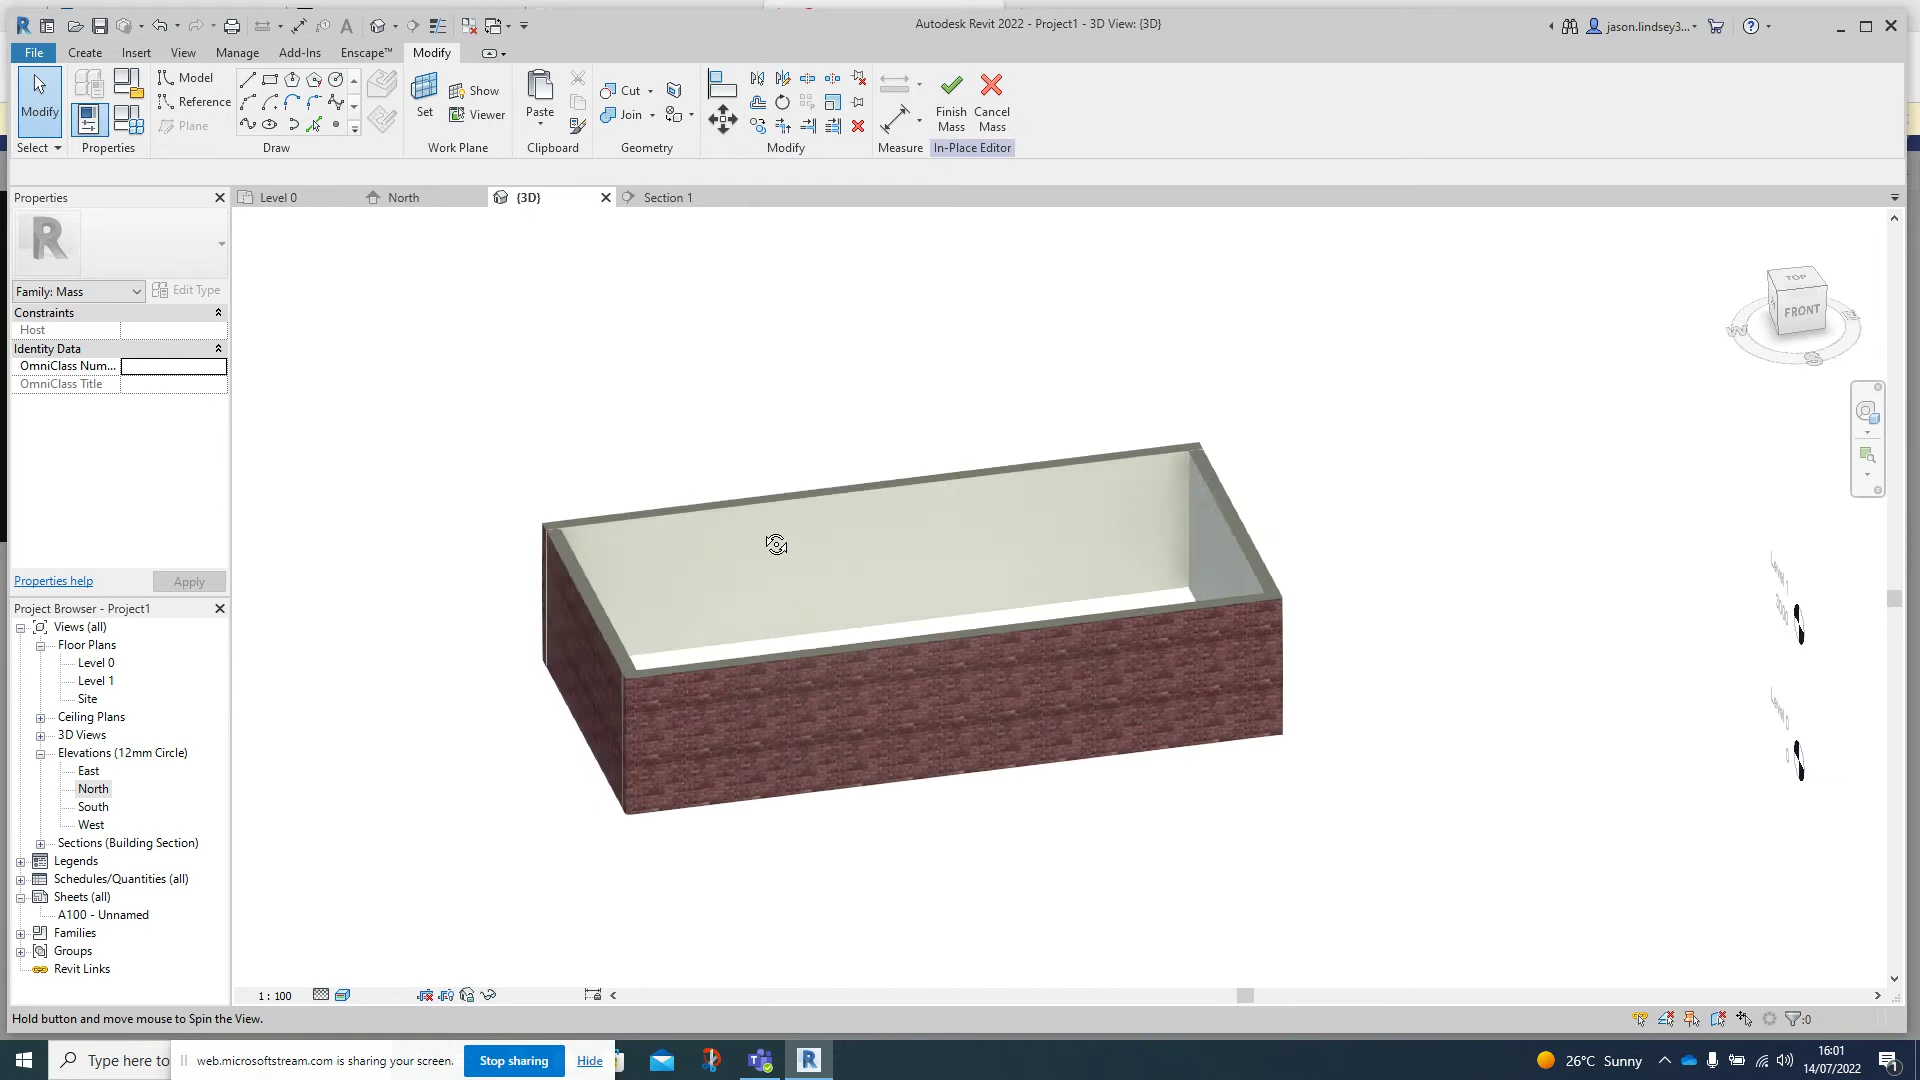 Autodesk Revit 2022 - Project1 - 3D View: {3D}
jason.lindsey3...
File
Create
Insert
View
Manage
Add-Ins
Enscape™
Modify
Modify
Model
Reference
Plane
Set
Show
Viewer
Paste
Cut
Join
Finish Mass
Cancel Mass
Select
Properties
Draw
Work Plane
Clipboard
Geometry
Modify
Measure
In-Place Editor
Properties
Level 0
North
{3D}
Section 1
Family: Mass
Edit Type
Constraints
Host
Identity Data
OmniClass Num...
OmniClass Title
Properties help
Apply
Project Browser - Project1
Views (all)
Floor Plans
Level 0
Level 1
Site
Ceiling Plans
3D Views
Elevations (12mm Circle)
East
North
South
West
Sections (Building Section)
Legends
Schedules/Quantities (all)
Sheets (all)
A100 - Unnamed
Families
Groups
Revit Links
TOP
FRONT
W
S
Level 1
3000
Level 0
0
1 : 100
Hold button and move mouse to Spin the View.
:0
Type here to
web.microsoftstream.com is sharing your screen.
Stop sharing
Hide
26°C Sunny
16:01
14/07/2022
1